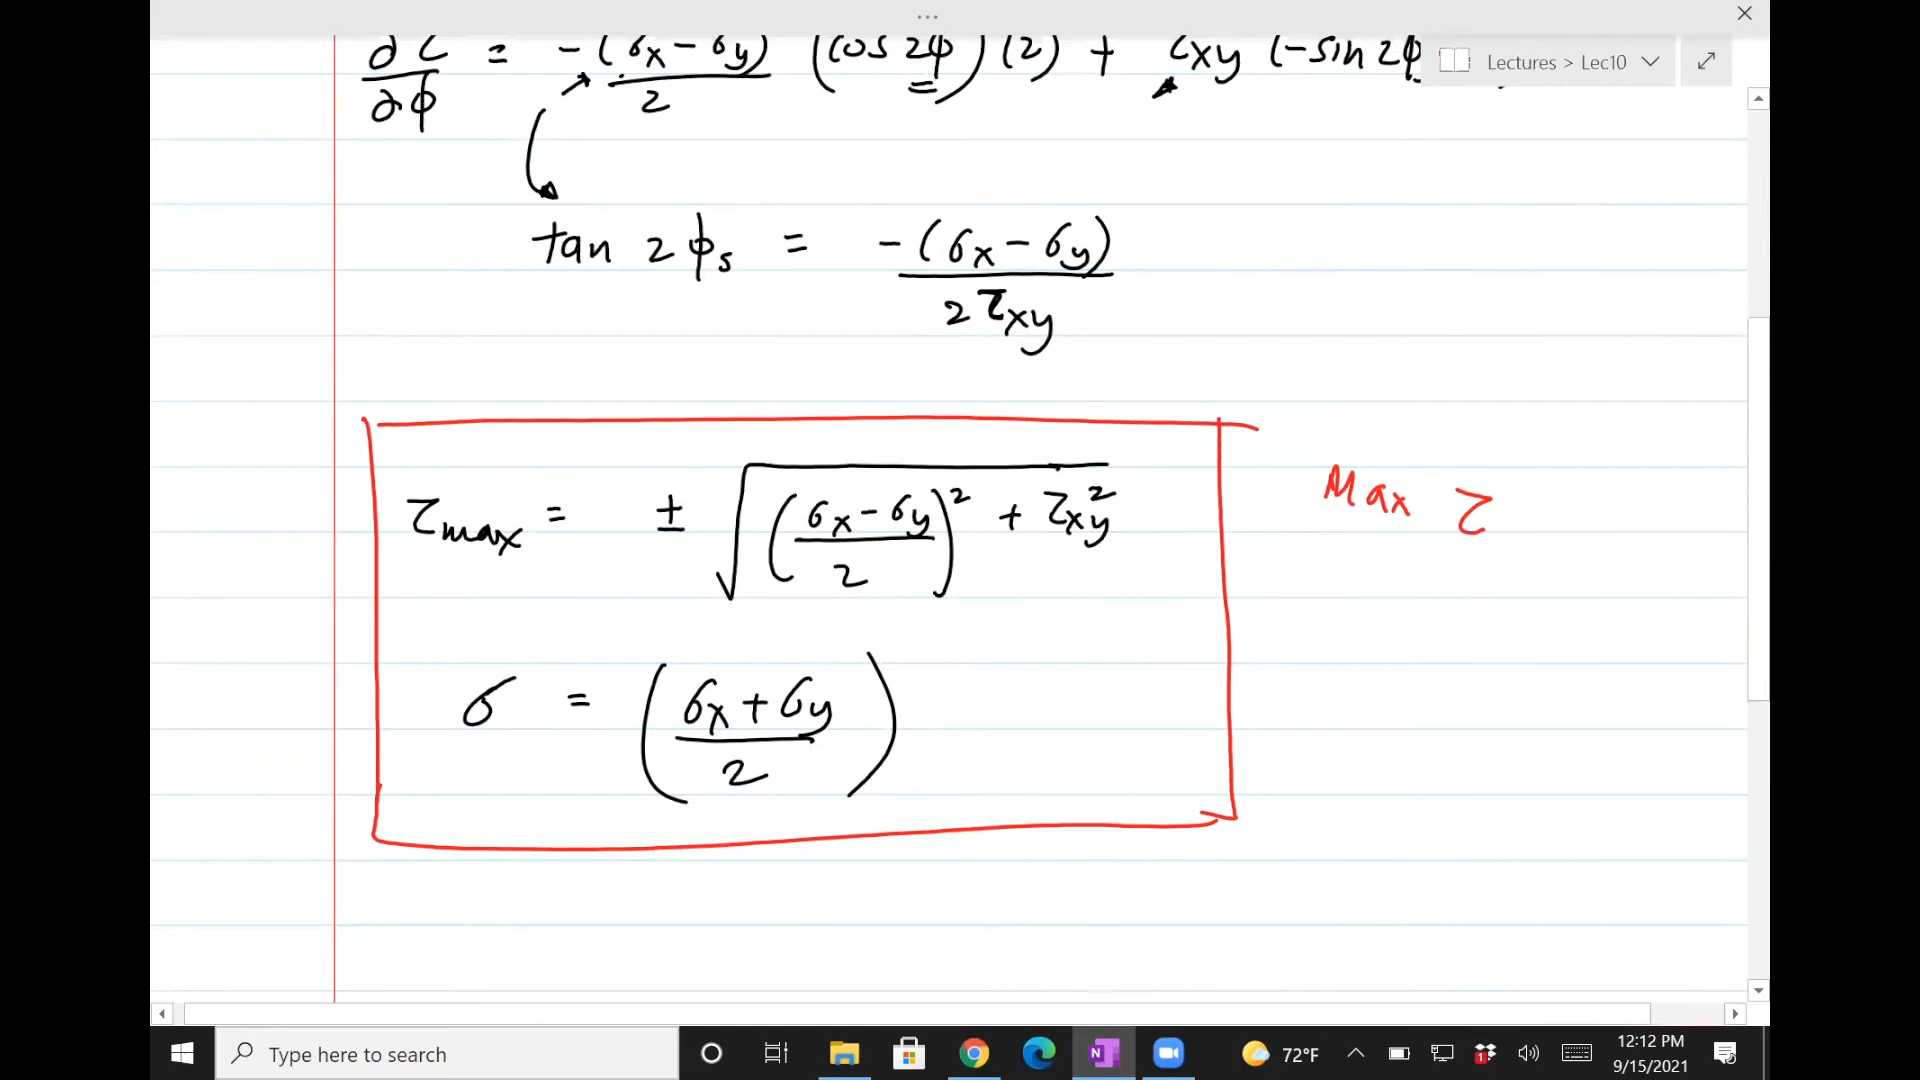 ∂τ/∂φ = -(σx - σy)/2 (cos 2φ)(2) + τxy (-sin 2φ
Lectures > Lec10
tan 2φs = -(σx - σy)/2τxy
τmax = ± √(((σx - σy)/2)² + τxy²)
Max τ
σ = ((σx + σy)/2)
Type here to search
72°F
1
12:12 PM
9/15/2021